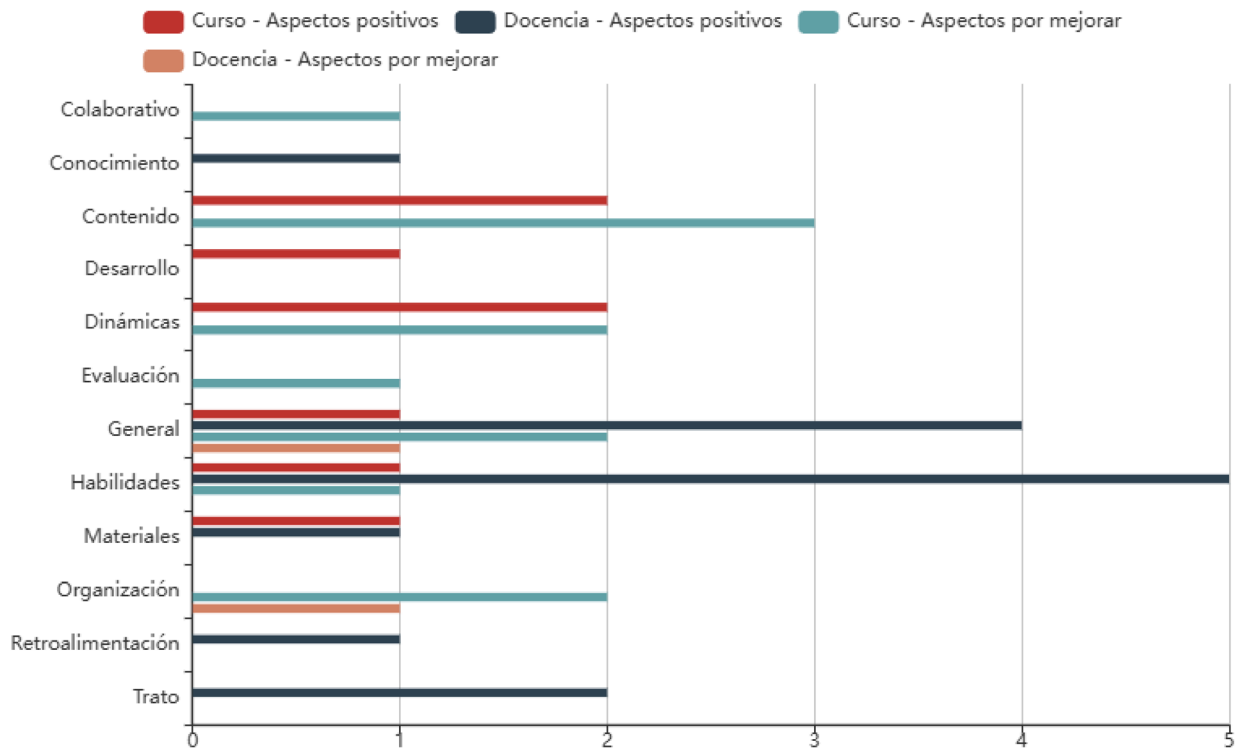 Curso - Aspectos positivos Docencia - Aspectos positivos Curso - Aspectos por mejorar
Docencia - Aspectos por mejorar
Colaborativo
Conocimiento
Contenido
Desarrollo
Dinámicas
Evaluación
General
Habilidades
Materiales
Organización
Retroalimentación
Trato
0 1 2 3 4 5